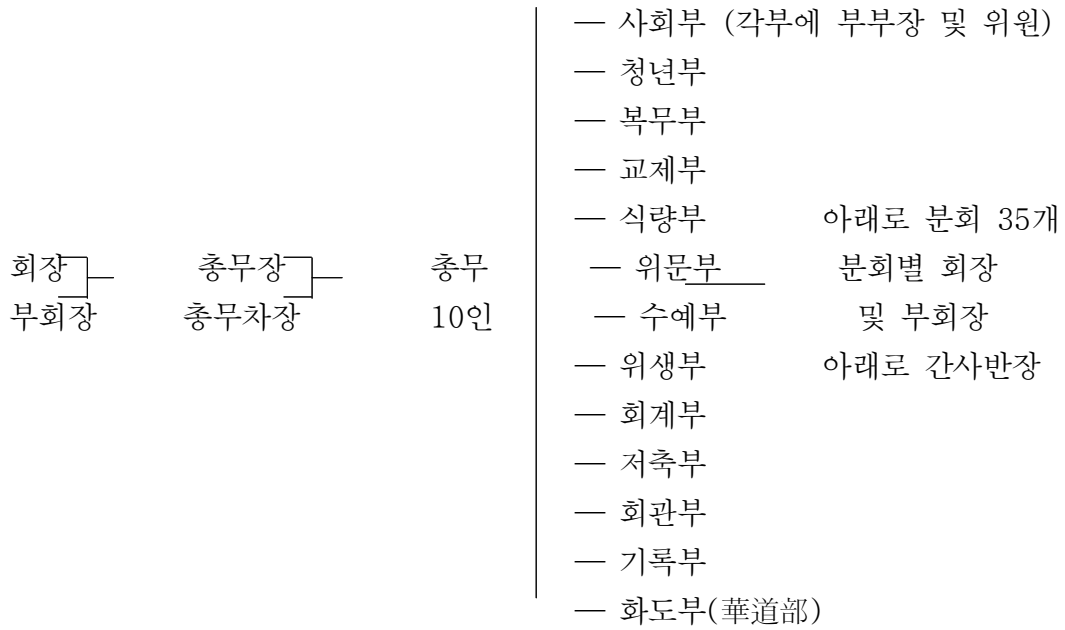 — 사회부 (각부에 부부장 및 위원)
— 청년부
— 복무부
— 교제부
— 식량부 아래로 분회 35개
회장 총무장 총무 — 위문부 분회별 회장
부회장 총무차장 10인 — 수예부 및 부회장
— 위생부 아래로 간사반장
— 회계부
— 저축부
— 회관부
— 기록부
— 화도부(華道部)